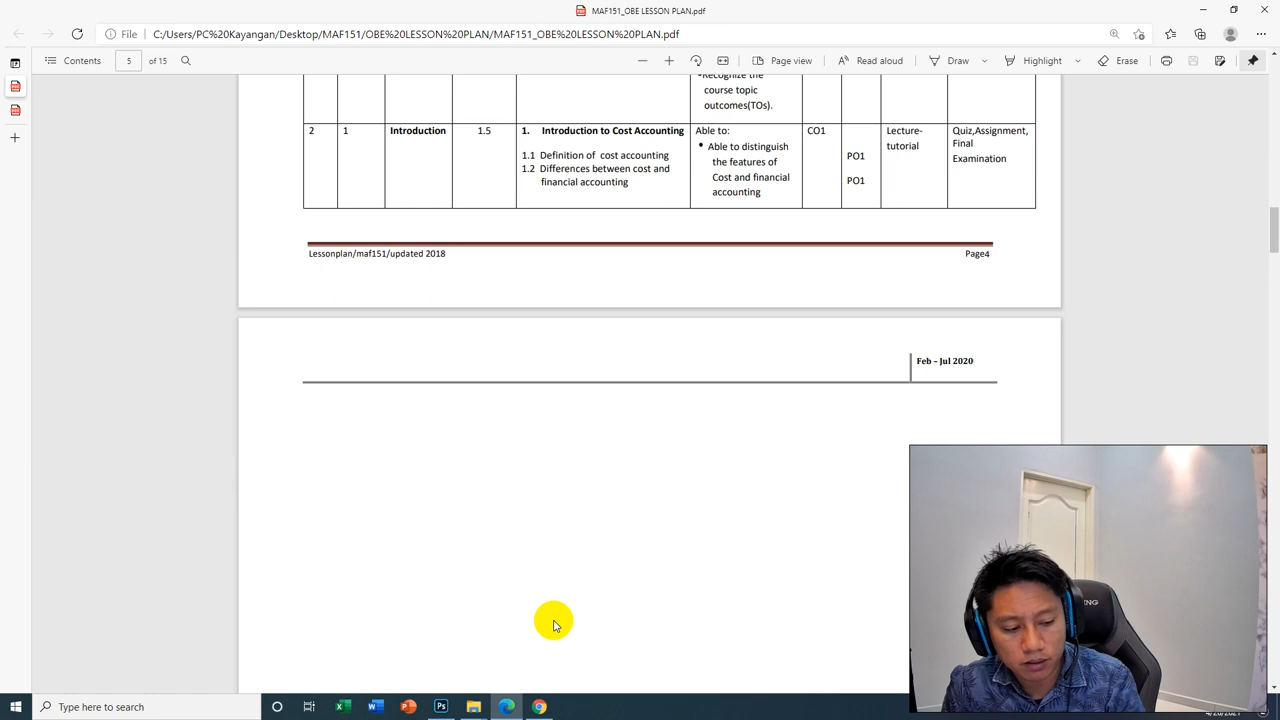 MAF151_OBE LESSON PLAN.pdf
File
C:/Users/PC%20Kayangan/Desktop/MAF151/OBE%20LESSON%20PLAN/MAF151_OBE%20LESSON%20PLAN.pdf
Contents
5
of 15
Page view
Read aloud
Draw
Highlight
Erase
-Recognize the
course topic
outcomes(TOs).
2
1
Introduction
1.5
1. Introduction to Cost Accounting
1.1 Definition of cost accounting
1.2 Differences between cost and
financial accounting
Able to:
• Able to distinguish
the features of
Cost and financial
accounting
CO1
PO1
PO1
Lecture-
tutorial
Quiz,Assignment,
Final
Examination
Lessonplan/maf151/updated 2018
Page4
Feb – Jul 2020
Type here to search